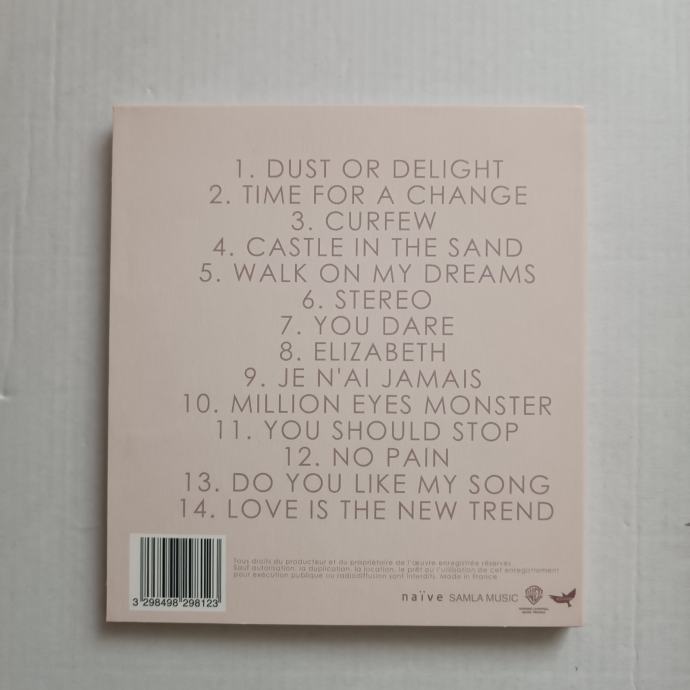 1. DUST OR DELIGHT
2. TIME FOR A CHANGE
3. CURFEW
4. CASTLE IN THE SAND
5. WALK ON MY DREAMS
6. STEREO
7. YOU DARE
8. ELIZABETH
9. JE N'AI JAMAIS
10. MILLION EYES MONSTER
11. YOU SHOULD STOP
12. NO PAIN
13. DO YOU LIKE MY SONG
14. LOVE IS THE NEW TREND
Tous droits du producteur et du propriétaire de l'œuvre enregistrée réservés.
Sauf autorisation, la duplication, la location, le prêt ou l'utilisation de cet enregistrement
pour exécution publique ou radiodiffusion sont interdits. Made in France
3 298498 298123
naïve SAMLA MUSIC